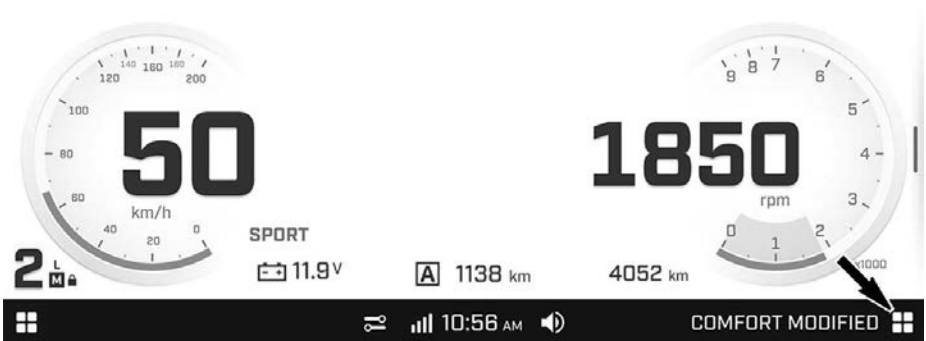 140 160 180
120 200
100
80
60
40 20 0
50
km/h
2 L
M
SPORT
11.9V
A 1138 km
4052 km
9 8 7 6
5
4
3
2
1
0
1850
rpm
x1000
10:56 AM
COMFORT MODIFIED